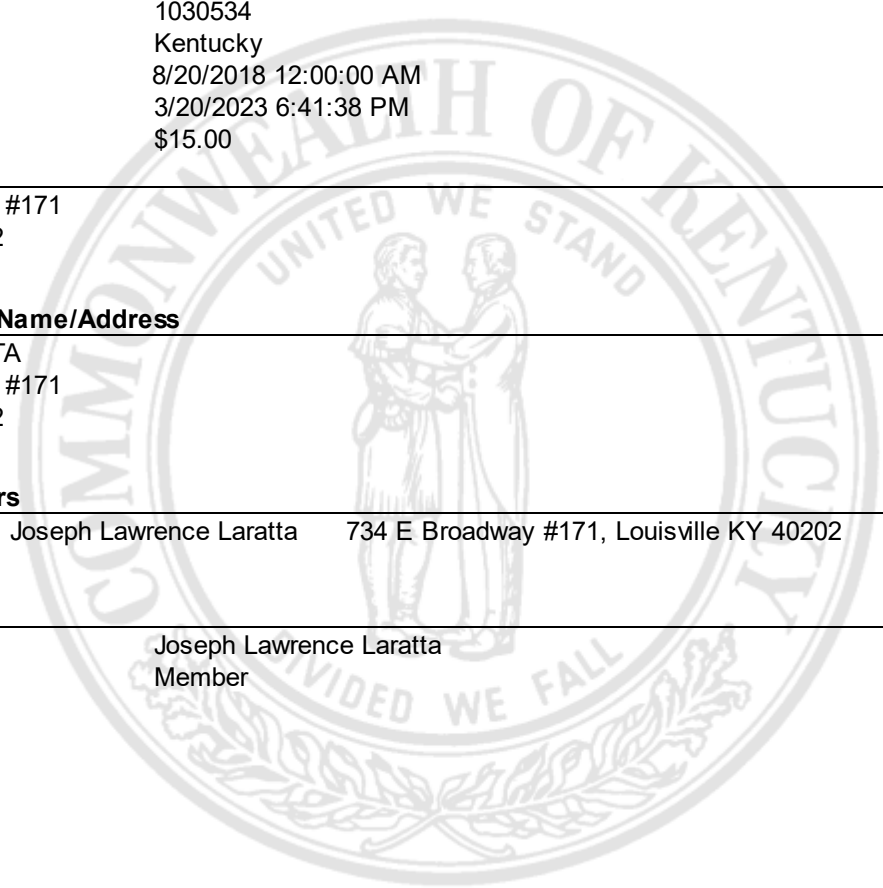 1030534
Kentucky
8/20/2018 12:00:00 AM
3/20/2023 6:41:38 PM
$15.00
#171
2
Name/Address
TA
#171
2
rs
Joseph Lawrence Laratta 734 E Broadway #171, Louisville KY 40202
Joseph Lawrence Laratta
Member
COMMONWEALTH OF KENTUCKY
UNITED WE STAND
DIVIDED WE FALL